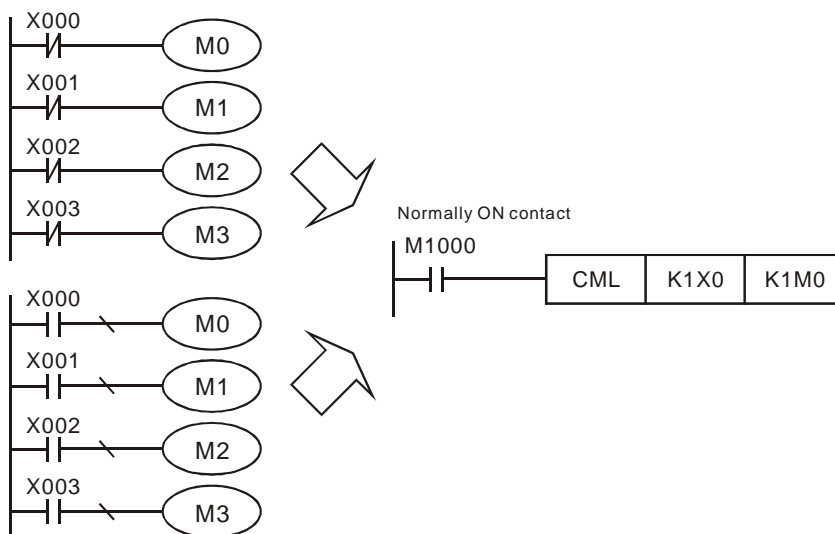 X000
M0
X001
M1
X002
M2
X003
M3
Normally ON contact
M1000
CML K1X0 K1M0
X000
M0
X001
M1
X002
M2
X003
M3